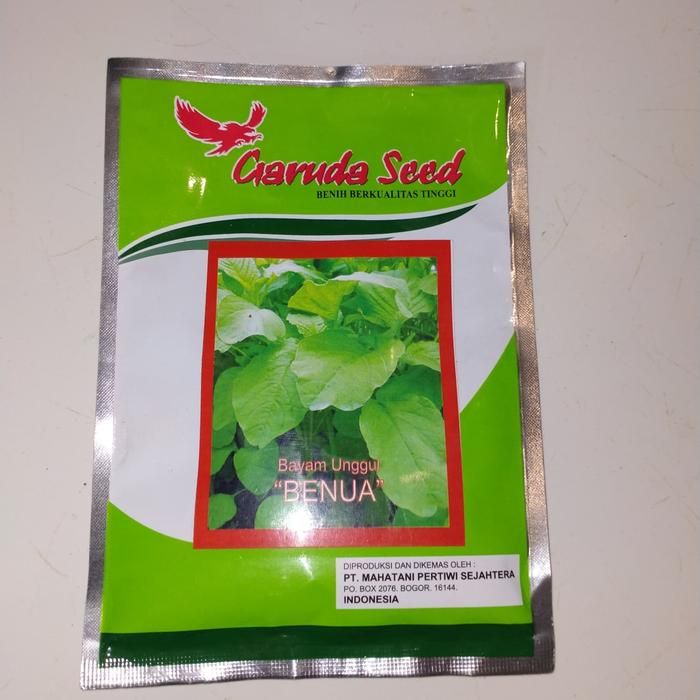 Garuda Seed
BENIH BERKUALITAS TINGGI
Bayam Unggul
"BENUA"
DIPRODUKSI DAN DIKEMAS OLEH :
PT. MAHATANI PERTIWI SEJAHTERA
PO. BOX 2076. BOGOR. 16144.
INDONESIA